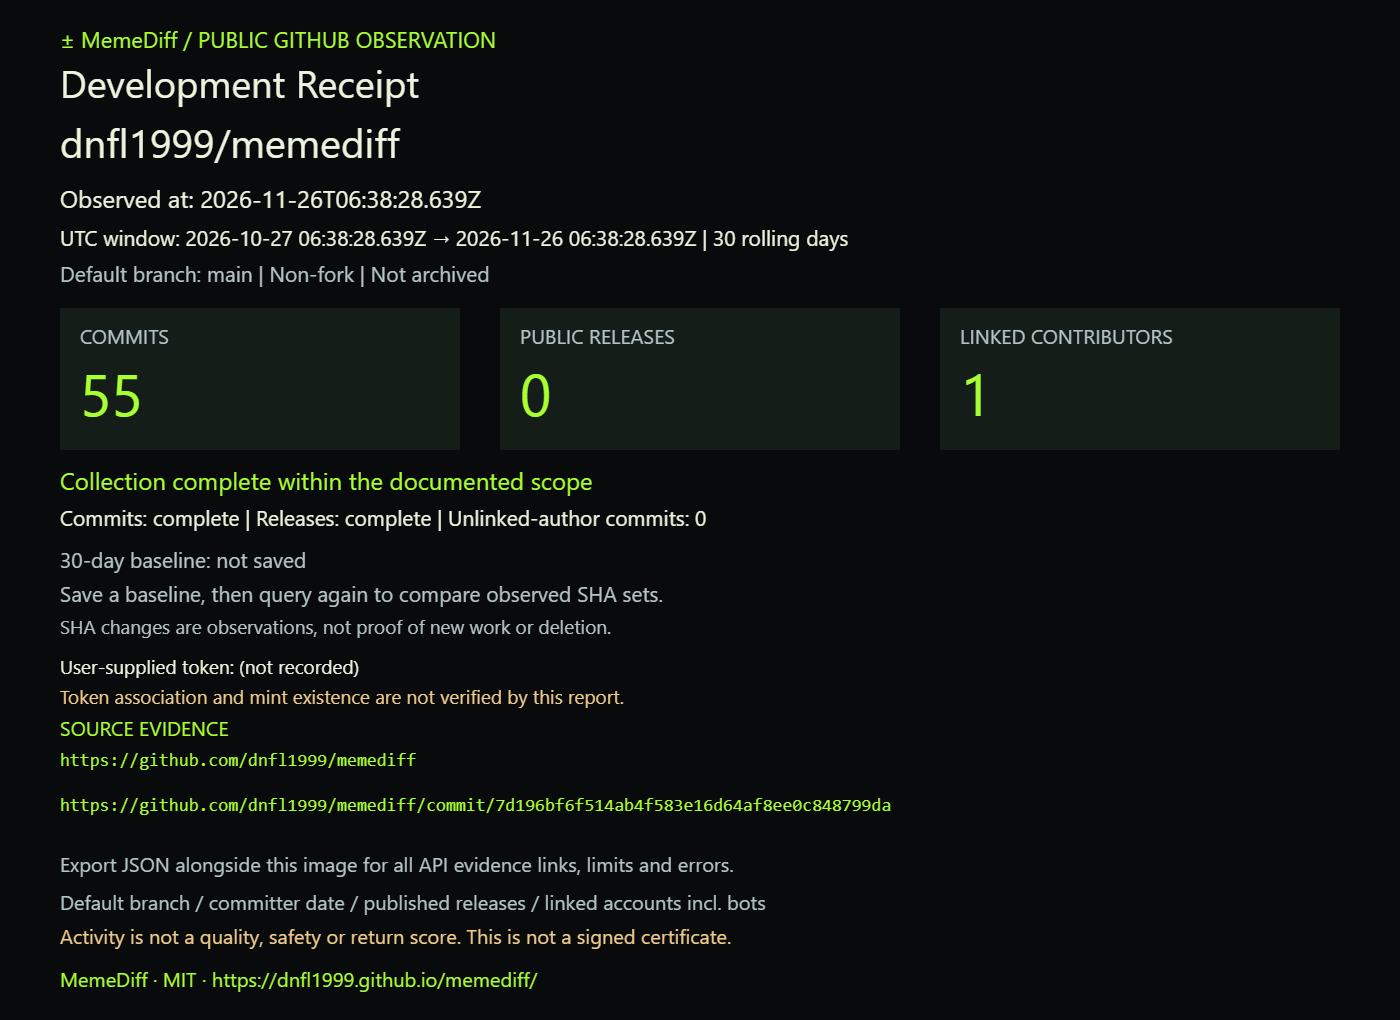 ± MemeDiff / PUBLIC GITHUB OBSERVATION
Development Receipt
dnfl1999/memediff
Observed at: 2026-11-26T06:38:28.639Z
UTC window: 2026-10-27 06:38:28.639Z → 2026-11-26 06:38:28.639Z | 30 rolling days
Default branch: main | Non-fork | Not archived
COMMITS
55
PUBLIC RELEASES
0
LINKED CONTRIBUTORS
1
Collection complete within the documented scope
Commits: complete | Releases: complete | Unlinked-author commits: 0
30-day baseline: not saved
Save a baseline, then query again to compare observed SHA sets.
SHA changes are observations, not proof of new work or deletion.
User-supplied token: (not recorded)
Token association and mint existence are not verified by this report.
SOURCE EVIDENCE
https://github.com/dnfl1999/memediff
https://github.com/dnfl1999/memediff/commit/7d196bf6f514ab4f583e16d64af8ee0c848799da
Export JSON alongside this image for all API evidence links, limits and errors.
Default branch / committer date / published releases / linked accounts incl. bots
Activity is not a quality, safety or return score. This is not a signed certificate.
MemeDiff · MIT · https://dnfl1999.github.io/memediff/